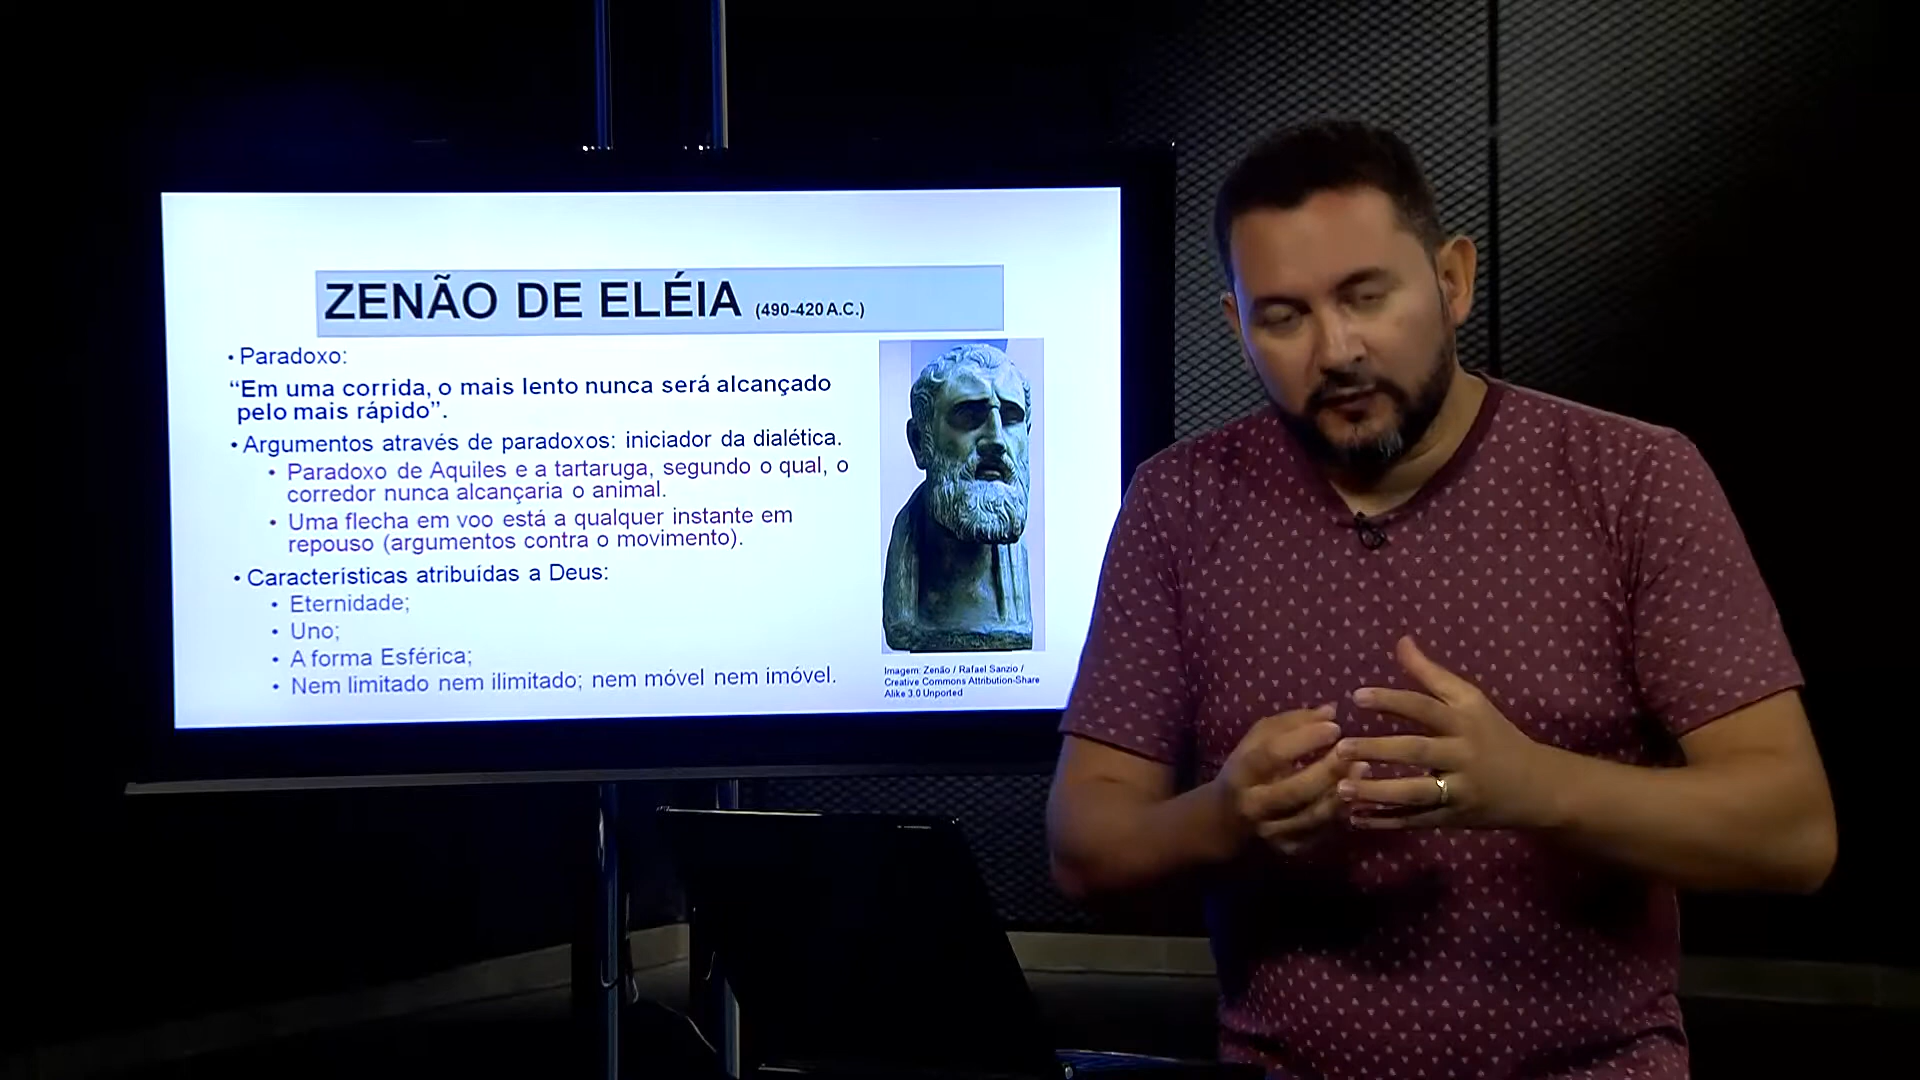 ZENÃO DE ELÉIA (490-420 A.C.)
• Paradoxo:
“Em uma corrida, o mais lento nunca será alcançado
pelo mais rápido”.
• Argumentos através de paradoxos: iniciador da dialética.
• Paradoxo de Aquiles e a tartaruga, segundo o qual, o
corredor nunca alcançaria o animal.
• Uma flecha em voo está a qualquer instante em
repouso (argumentos contra o movimento).
• Características atribuídas a Deus:
• Eternidade;
• Uno;
• A forma Esférica;
• Nem limitado nem ilimitado; nem móvel nem imóvel.
Imagem: Zenão / Rafael Sanzio /
Creative Commons Attribution-Share
Alike 3.0 Unported